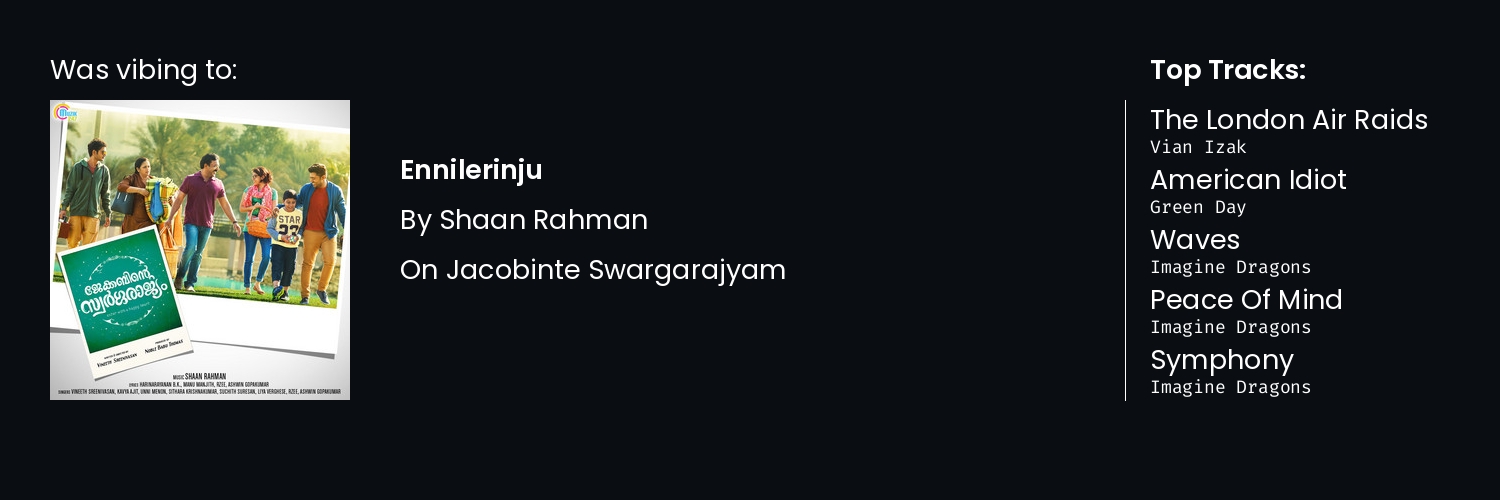 Was vibing to:
Muzik
STAR
23
ജേക്കബിന്റെ
സ്വർഗ്ഗരാജ്യം
VINEETH SREENIVASAN
NOBLE BABU THOMAS
MUSIC SHAAN RAHMAN
LYRICS HARINARAYANAN B.K., MANU MANJITH, RZEE, ASHWIN GOPAKUMAR
SINGERS VINEETH SREENIVASAN, KAVYA AJIT, UNNI MENON, SITHARA KRISHNAKUMAR, SUCHITH SURESAN, LIYA VERGHESE, RZEE, ASHWIN GOPAKUMAR
Ennilerinju
By Shaan Rahman
On Jacobinte Swargarajyam
Top Tracks:
The London Air Raids
Vian Izak
American Idiot
Green Day
Waves
Imagine Dragons
Peace Of Mind
Imagine Dragons
Symphony
Imagine Dragons